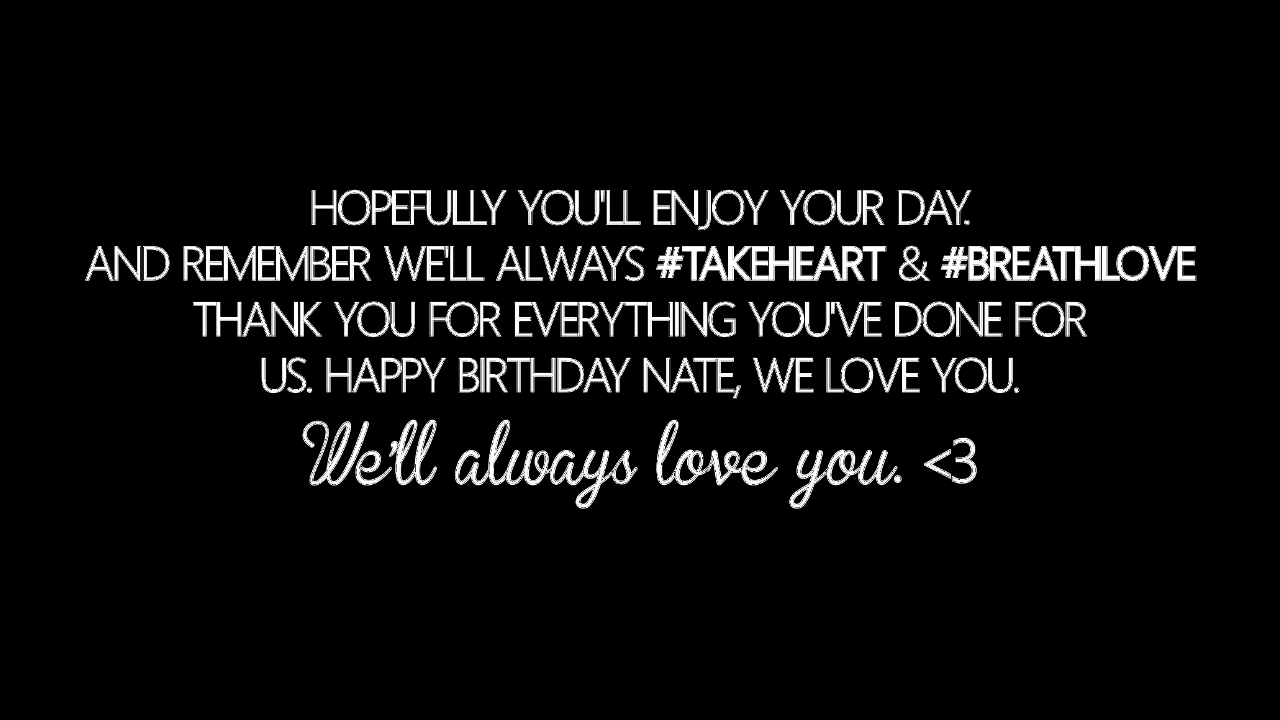 HOPEFULLY YOU'LL ENJOY YOUR DAY.
AND REMEMBER WE'LL ALWAYS #TAKEHEART & #BREATHLOVE
THANK YOU FOR EVERYTHING YOU'VE DONE FOR
US. HAPPY BIRTHDAY NATE, WE LOVE YOU.
We'll always love you. <3